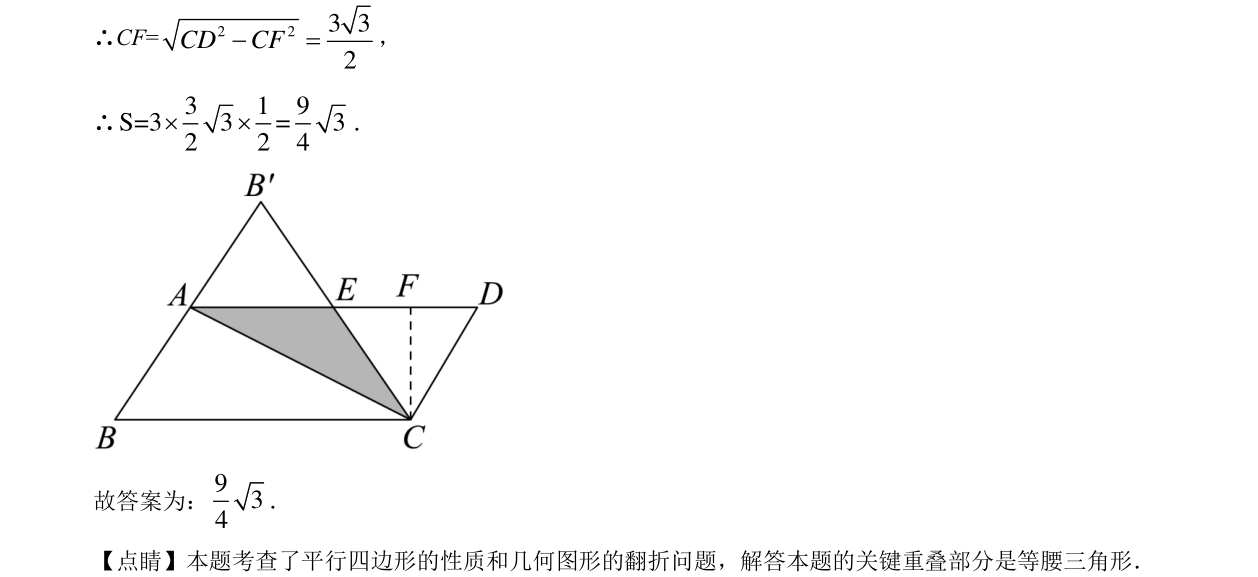 ∴CF=√(CD²−CF²)=3√3/2，
∴S=3×3/2√3×1/2=9/4√3．
B′
A E F D
B C
故答案为：9/4√3．
【点睛】本题考查了平行四边形的性质和几何图形的翻折问题，解答本题的关键重叠部分是等腰三角形．